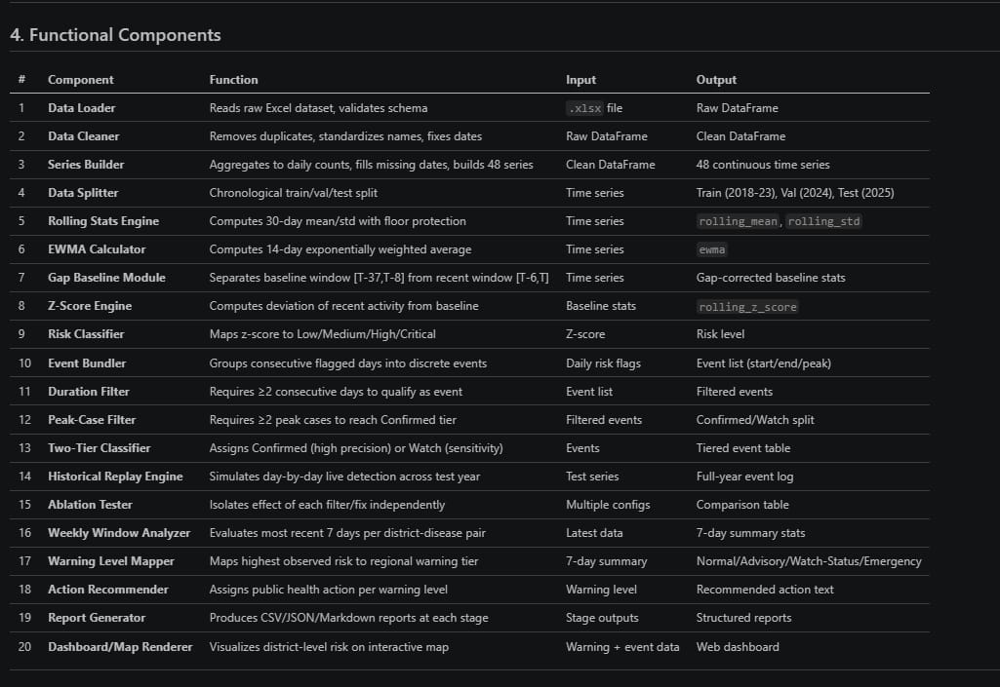 4. Functional Components
# Component Function Input Output
1 Data Loader Reads raw Excel dataset, validates schema .xlsx file Raw DataFrame
2 Data Cleaner Removes duplicates, standardizes names, fixes dates Raw DataFrame Clean DataFrame
3 Series Builder Aggregates to daily counts, fills missing dates, builds 48 series Clean DataFrame 48 continuous time series
4 Data Splitter Chronological train/val/test split Time series Train (2018-23), Val (2024), Test (2025)
5 Rolling Stats Engine Computes 30-day mean/std with floor protection Time series rolling_mean, rolling_std
6 EWMA Calculator Computes 14-day exponentially weighted average Time series ewma
7 Gap Baseline Module Separates baseline window [T-37,T-8] from recent window [T-6,T] Time series Gap-corrected baseline stats
8 Z-Score Engine Computes deviation of recent activity from baseline Baseline stats rolling_z_score
9 Risk Classifier Maps z-score to Low/Medium/High/Critical Z-score Risk level
10 Event Bundler Groups consecutive flagged days into discrete events Daily risk flags Event list (start/end/peak)
11 Duration Filter Requires ≥2 consecutive days to qualify as event Event list Filtered events
12 Peak-Case Filter Requires ≥2 peak cases to reach Confirmed tier Filtered events Confirmed/Watch split
13 Two-Tier Classifier Assigns Confirmed (high precision) or Watch (sensitivity) Events Tiered event table
14 Historical Replay Engine Simulates day-by-day live detection across test year Test series Full-year event log
15 Ablation Tester Isolates effect of each filter/fix independently Multiple configs Comparison table
16 Weekly Window Analyzer Evaluates most recent 7 days per district-disease pair Latest data 7-day summary stats
17 Warning Level Mapper Maps highest observed risk to regional warning tier 7-day summary Normal/Advisory/Watch-Status/Emergency
18 Action Recommender Assigns public health action per warning level Warning level Recommended action text
19 Report Generator Produces CSV/JSON/Markdown reports at each stage Stage outputs Structured reports
20 Dashboard/Map Renderer Visualizes district-level risk on interactive map Warning + event data Web dashboard